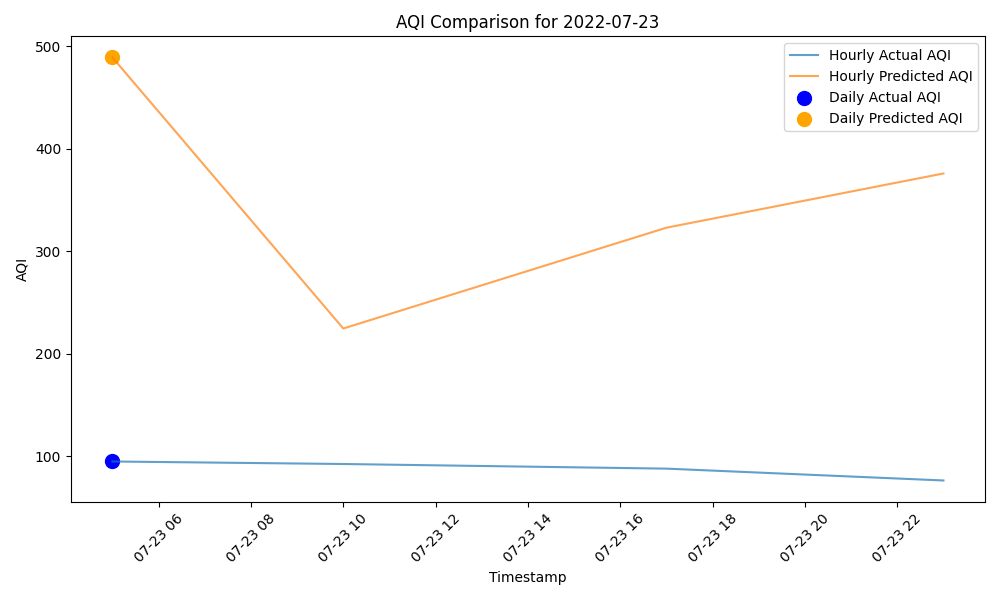 AQI Comparison for 2022-07-23
500
400
300
200
100
AQI
Hourly Actual AQI
Hourly Predicted AQI
Daily Actual AQI
Daily Predicted AQI
07-23 06
07-23 08
07-23 10
07-23 12
07-23 14
07-23 16
07-23 18
07-23 20
07-23 22
Timestamp